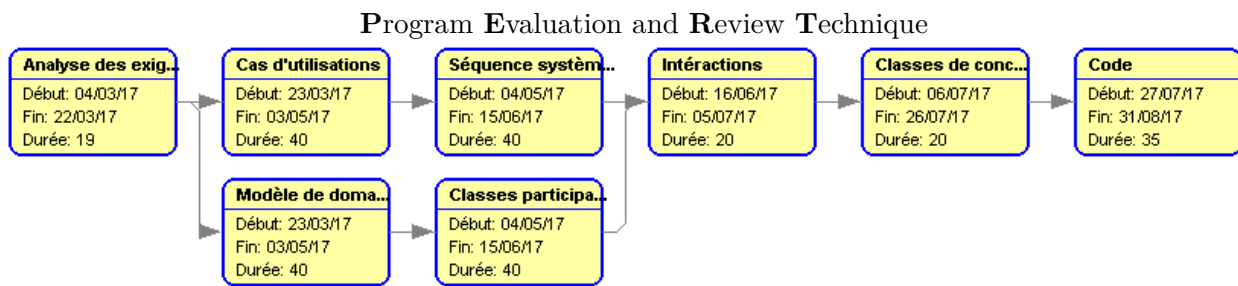 Program Evaluation and Review Technique
Analyse des exig...
Début: 04/03/17
Fin: 22/03/17
Durée: 19
Cas d'utilisations
Début: 23/03/17
Fin: 03/05/17
Durée: 40
Séquence systèm...
Début: 04/05/17
Fin: 15/06/17
Durée: 40
Intéractions
Début: 16/06/17
Fin: 05/07/17
Durée: 20
Classes de conc...
Début: 06/07/17
Fin: 26/07/17
Durée: 20
Code
Début: 27/07/17
Fin: 31/08/17
Durée: 35
Modèle de doma...
Début: 23/03/17
Fin: 03/05/17
Durée: 40
Classes participa...
Début: 04/05/17
Fin: 15/06/17
Durée: 40